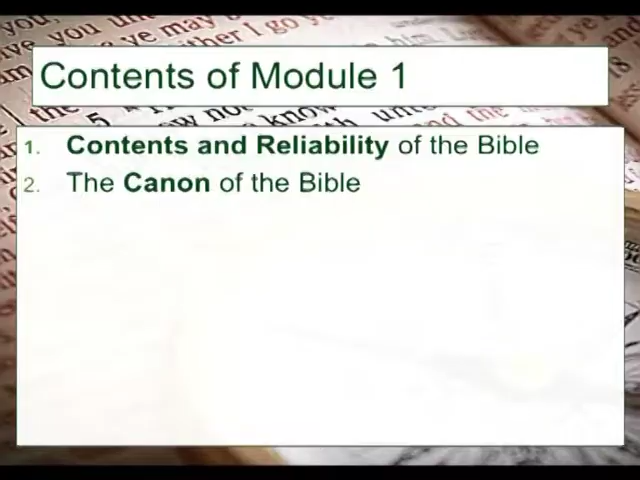 Contents of Module 1
1. Contents and Reliability of the Bible
2. The Canon of the Bible